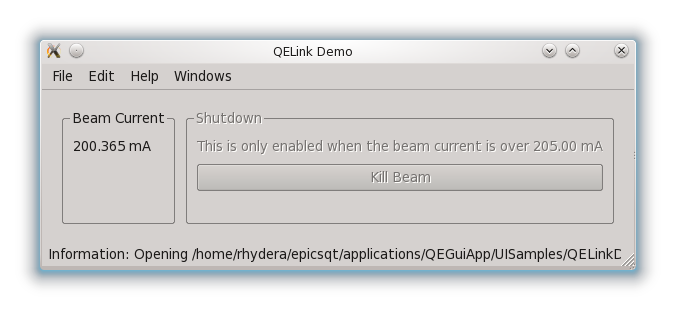 QELink Demo
File Edit Help Windows
Beam Current
200.365 mA
Shutdown
This is only enabled when the beam current is over 205.00 mA
Kill Beam
Information: Opening /home/rhydera/epicsqt/applications/QEGuiApp/UISamples/QELinkD